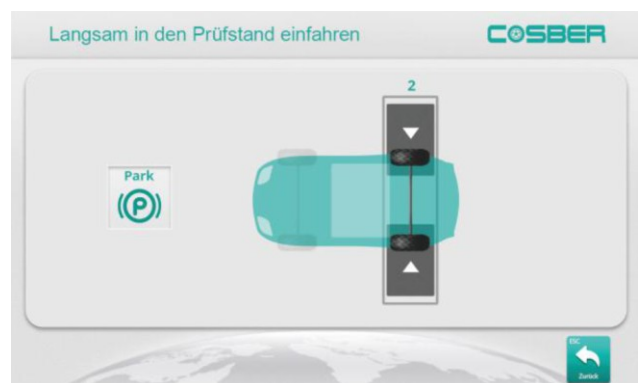 Langsam in den Prüfstand einfahren
COSBER
2
Park
P
ESC
Zurück